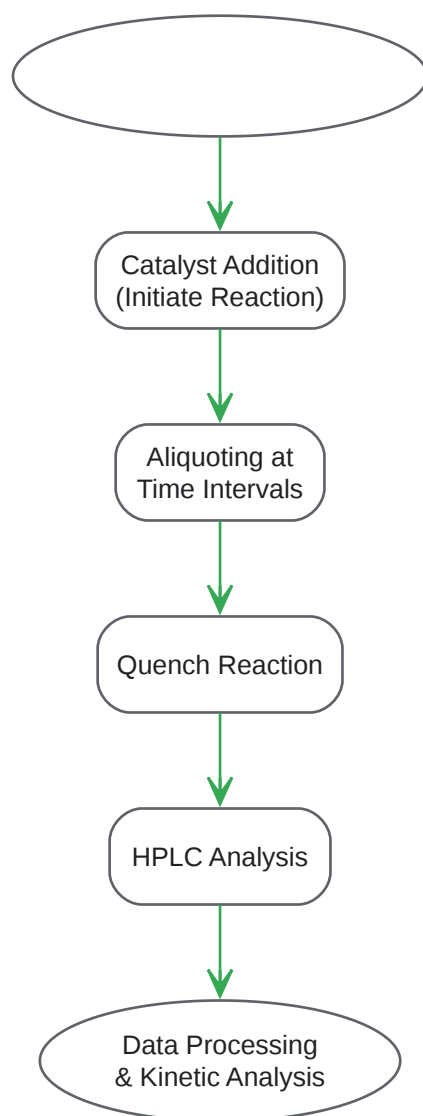 Catalyst Addition
(Initiate Reaction)
Aliquoting at
Time Intervals
Quench Reaction
HPLC Analysis
Data Processing
& Kinetic Analysis